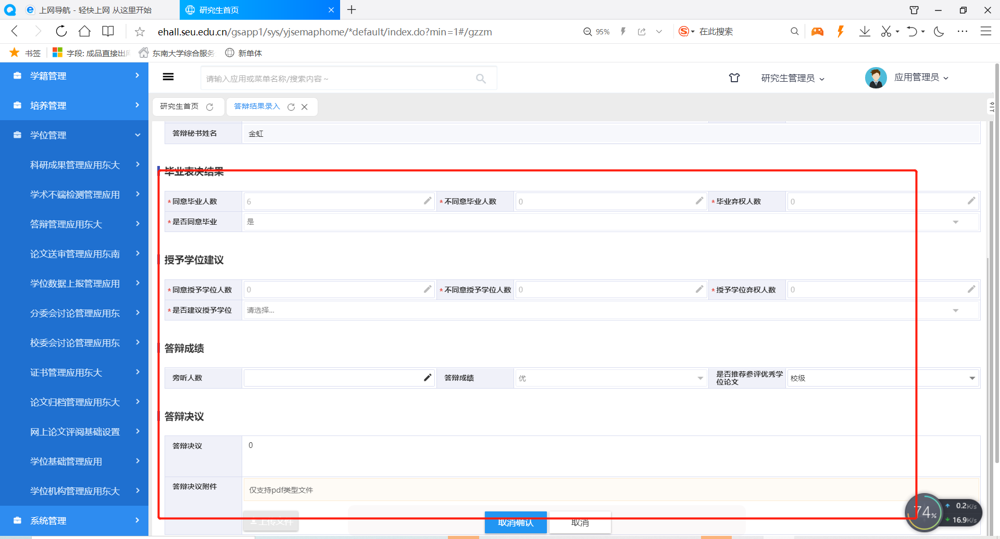 上网导航 - 轻快上网 从这里开始
研究生首页
ehall.seu.edu.cn/gsapp1/sys/yjsemaphome/*default/index.do?min=1#/gzzm
95%
在此搜索
书签
字段: 成品直接出库
东南大学综合服务
新单体
学籍管理
培养管理
学位管理
科研成果管理应用东大
学术不端检测管理应用
答辩管理应用东大
论文送审管理应用东南
学位数据上报管理应用
分委会讨论管理应用东
校委会讨论管理应用东
证书管理应用东大
论文归档管理应用东大
网上论文评阅基础设置
学位基础管理应用
学位机构管理应用东大
系统管理
请输入应用或菜单名称/搜索内容 ~
研究生管理员
应用管理员
研究生首页
答辩结果录入
答辩秘书姓名 金虹
毕业表决结果
* 同意毕业人数 6 * 不同意毕业人数 0 * 毕业弃权人数 0
* 是否同意毕业 是
授予学位建议
* 同意授予学位人数 0 * 不同意授予学位人数 0 * 授予学位弃权人数 0
* 是否建议授予学位 请选择...
答辩成绩
旁听人数 答辩成绩 优 是否推荐参评优秀学
位论文 校级
答辩决议
答辩决议 0
答辩决议附件 仅支持pdf类型文件
上传文件
取消确认 取消
74%
0.2K/s
16.9K/s